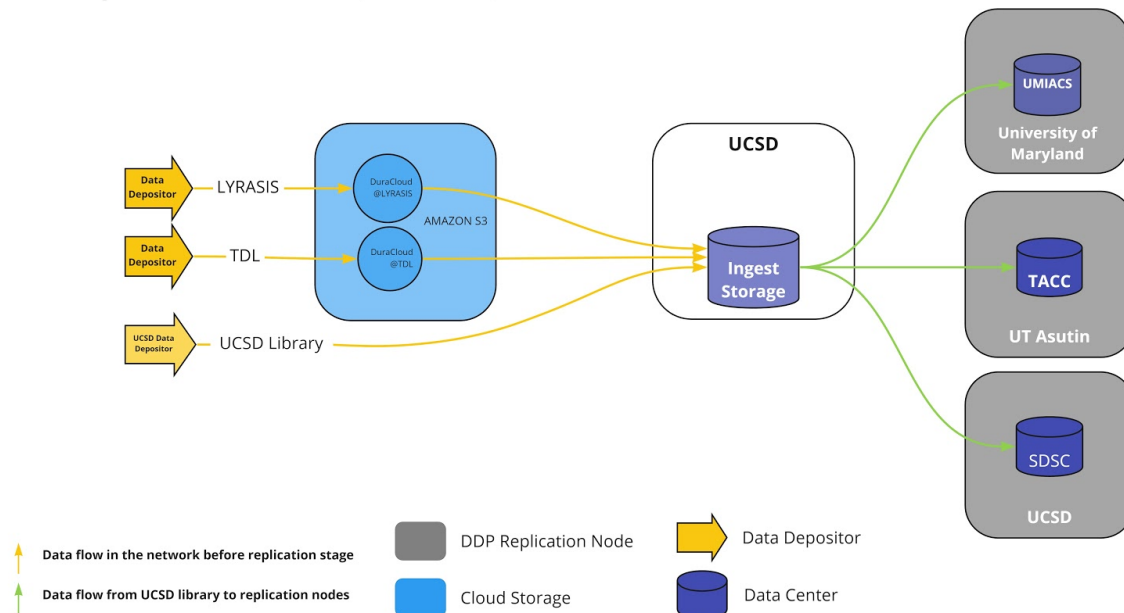 Data
Depositor
LYRASIS
DuraCloud
@LYRASIS
AMAZON S3
Data
Depositor
TDL
DuraCloud
@TDL
UCSD Data
Depositor
UCSD Library
UCSD
Ingest
Storage
UMIACS
University of
Maryland
TACC
UT Asutin
SDSC
UCSD
Data flow in the network before replication stage
Data flow from UCSD library to replication nodes
DDP Replication Node
Cloud Storage
Data Depositor
Data Center